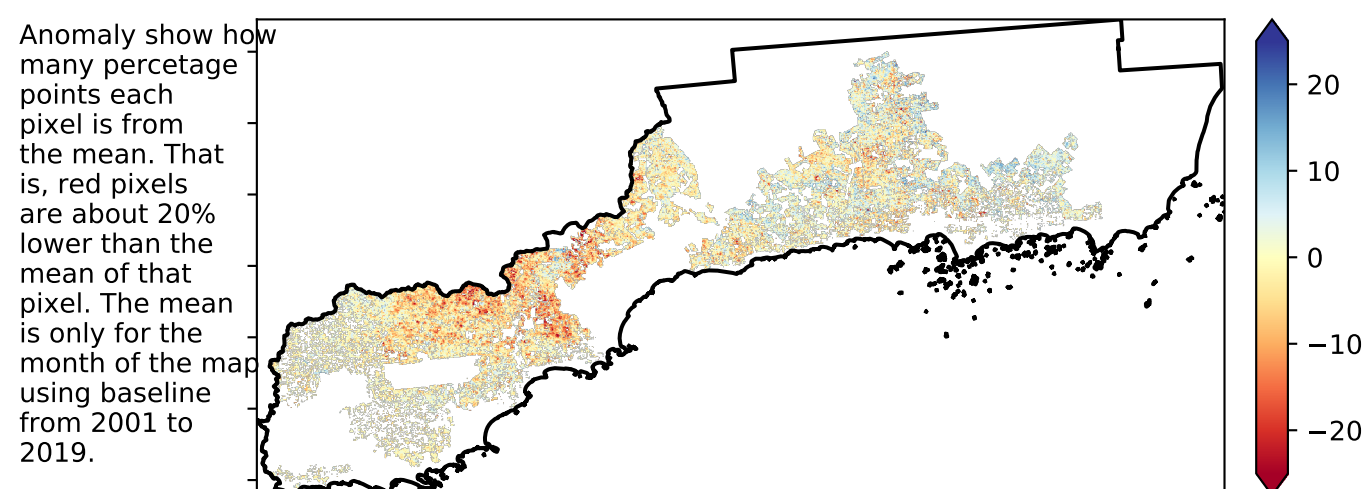 Anomaly show how
many percetage
points each
pixel is from
the mean. That
is, red pixels
are about 20%
lower than the
mean of that
pixel. The mean
is only for the
month of the map
using baseline
from 2001 to
2019.
20
10
0
−10
−20